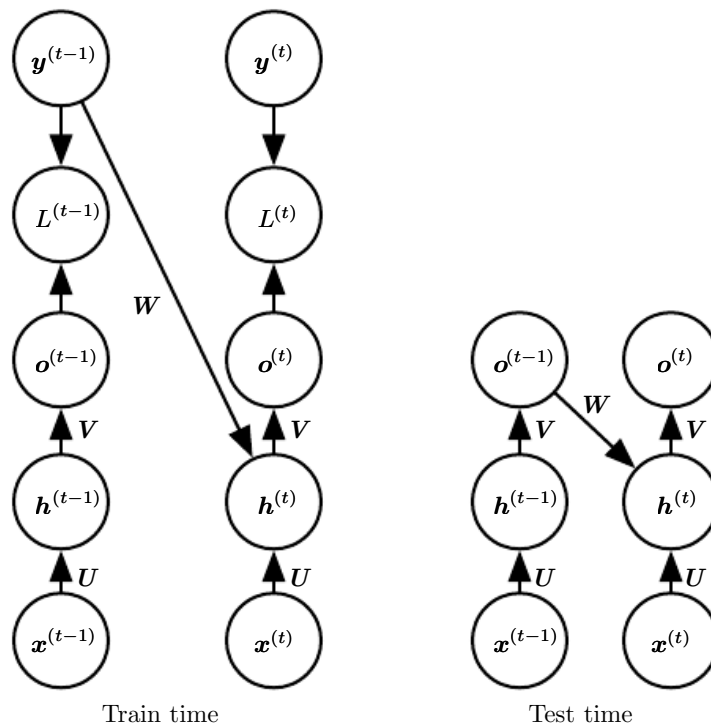 y^(t−1) y^(t)
L^(t−1) L^(t)
W
o^(t−1) o^(t) o^(t−1) o^(t)
W
V V V V
h^(t−1) h^(t) h^(t−1) h^(t)
U U U U
x^(t−1) x^(t) x^(t−1) x^(t)
Train time Test time